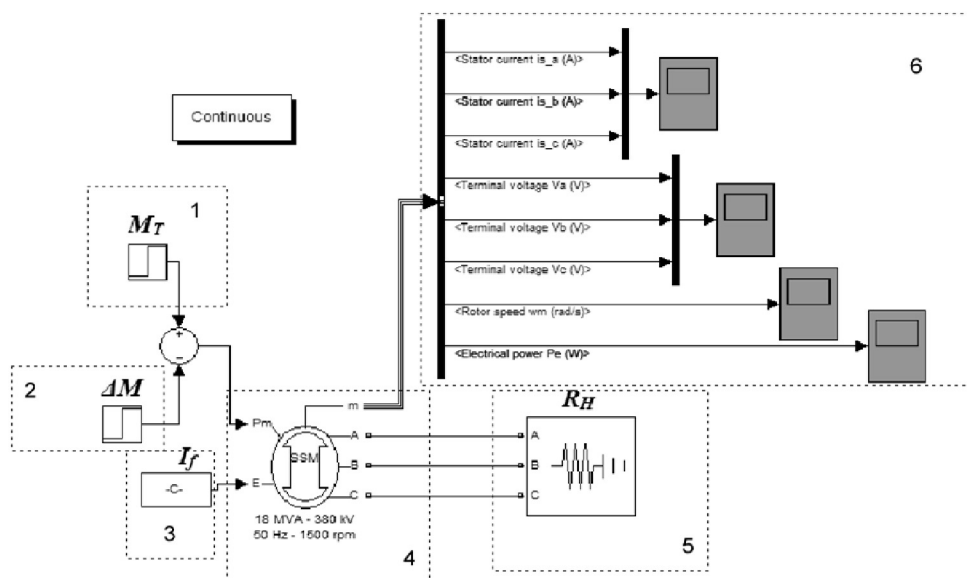 <Stator current is_a (A)>
6
<Stator current is_b (A)>
Continuous
<Stator current is_c (A)>
<Terminal voltage Va (V)>
1
M_T
<Terminal voltage Vb (V)>
<Terminal voltage Vc (V)>
<Rotor speed wm (rad/s)>
+
−
<Electrical power Pe (W)>
2
ΔM
m
R_H
Pm
A
A
SSM
B
B
I_f
-C-
E
C
C
18 MVA - 380 kV
50 Hz - 1500 rpm
3
4
5